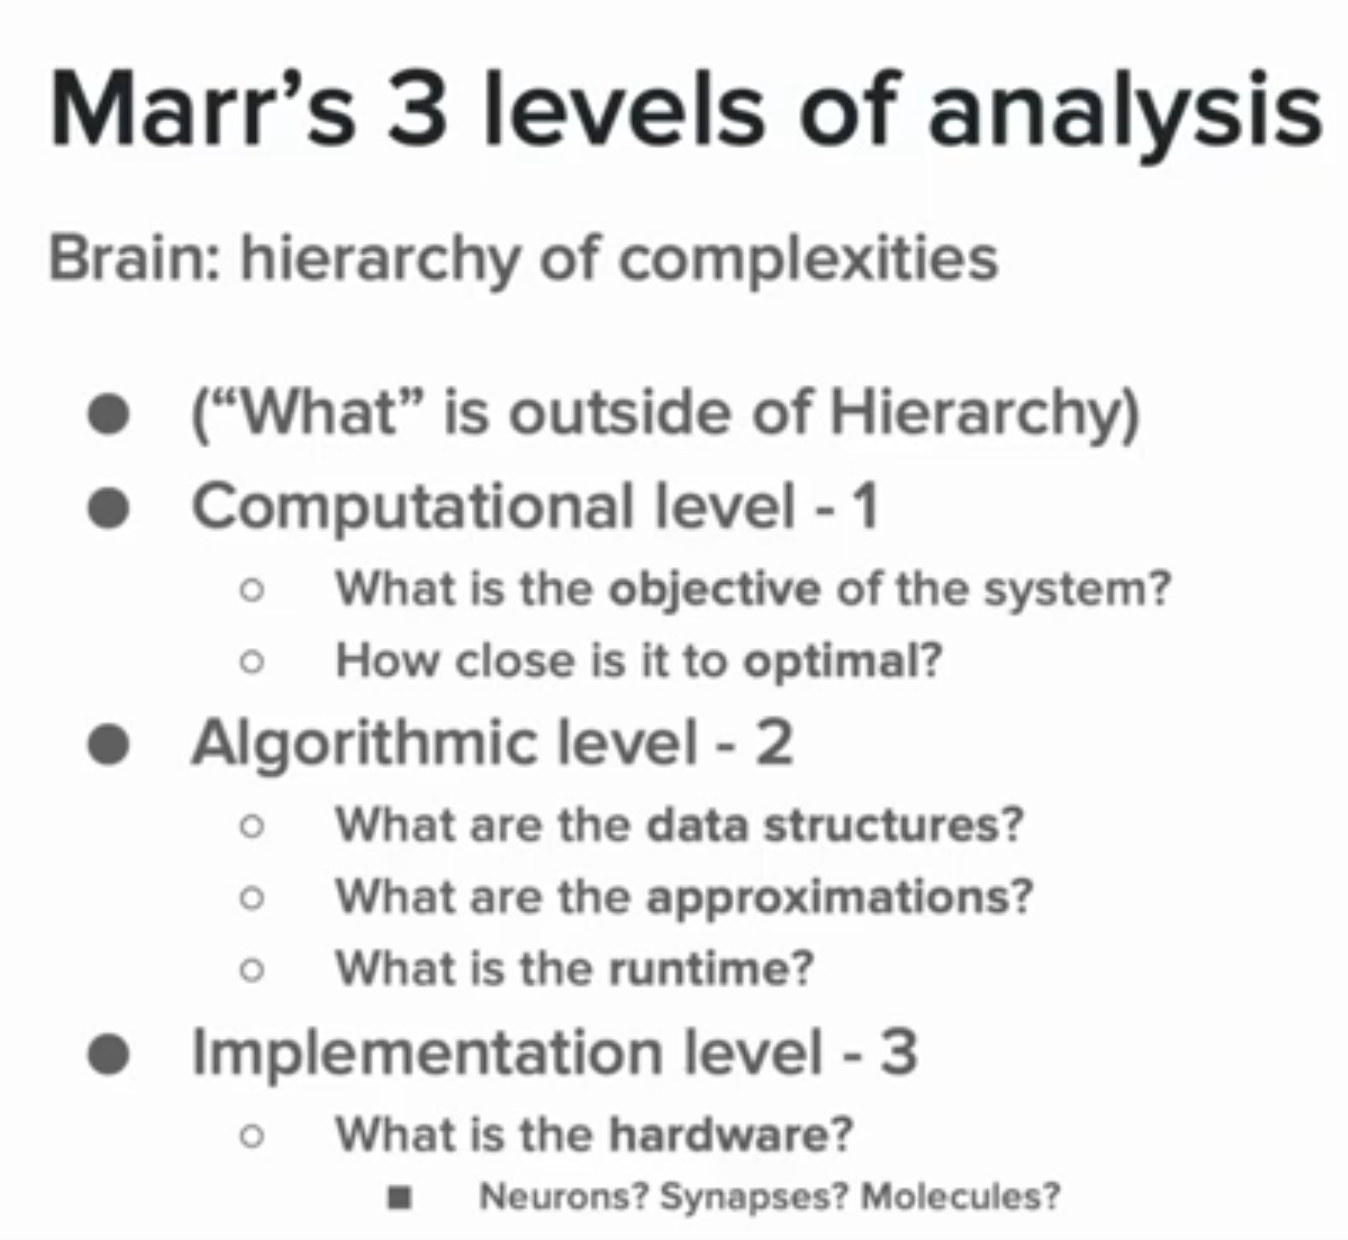 Marr’s 3 levels of analysis
Brain: hierarchy of complexities
● (“What” is outside of Hierarchy)
● Computational level - 1
○ What is the objective of the system?
○ How close is it to optimal?
● Algorithmic level - 2
○ What are the data structures?
○ What are the approximations?
○ What is the runtime?
● Implementation level - 3
○ What is the hardware?
■ Neurons? Synapses? Molecules?